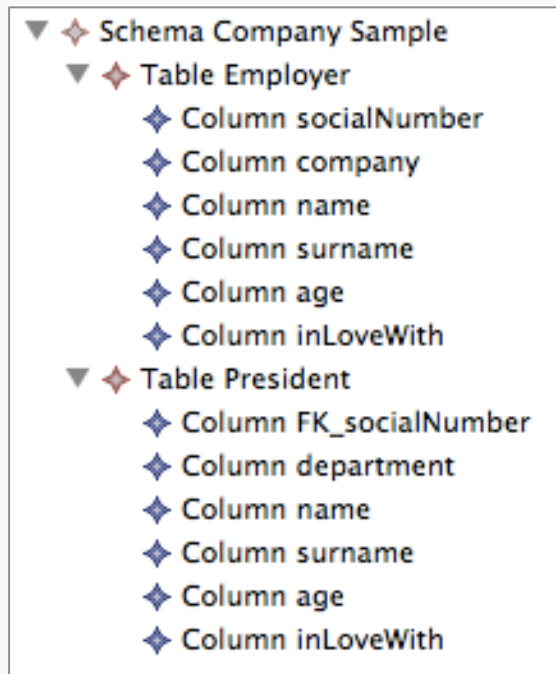 Schema Company Sample
Table Employer
Column socialNumber
Column company
Column name
Column surname
Column age
Column inLoveWith
Table President
Column FK_socialNumber
Column department
Column name
Column surname
Column age
Column inLoveWith